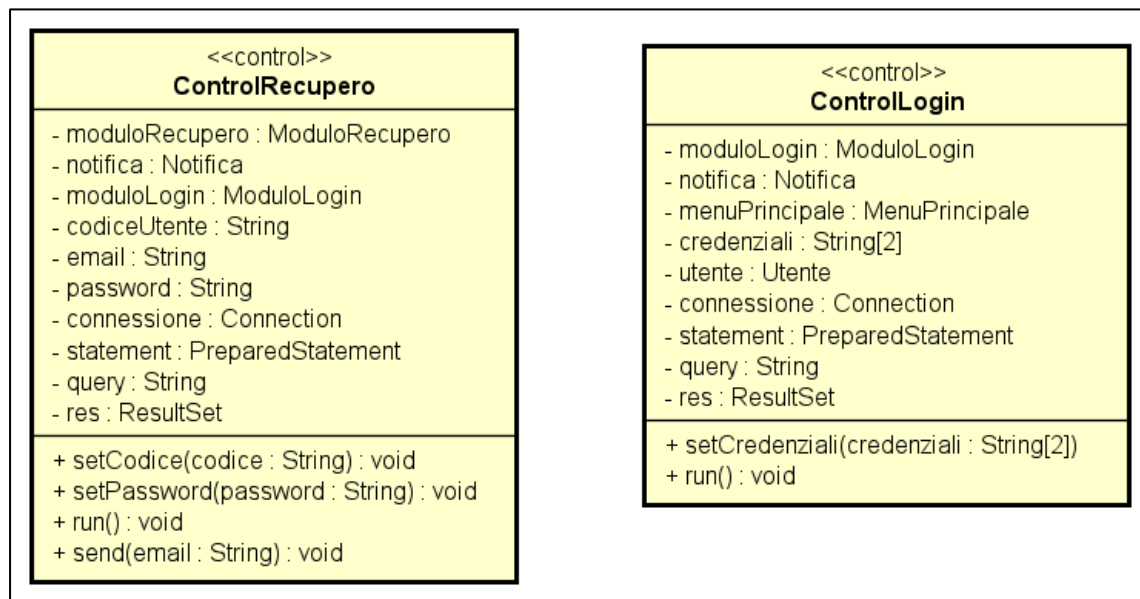 <<control>>
ControlRecupero
- moduloRecupero : ModuloRecupero
- notifica : Notifica
- moduloLogin : ModuloLogin
- codiceUtente : String
- email : String
- password : String
- connessione : Connection
- statement : PreparedStatement
- query : String
- res : ResultSet
+ setCodice(codice : String) : void
+ setPassword(password : String) : void
+ run() : void
+ send(email : String) : void
<<control>>
ControlLogin
- moduloLogin : ModuloLogin
- notifica : Notifica
- menuPrincipale : MenuPrincipale
- credenziali : String[2]
- utente : Utente
- connessione : Connection
- statement : PreparedStatement
- query : String
- res : ResultSet
+ setCredenziali(credenziali : String[2])
+ run() : void